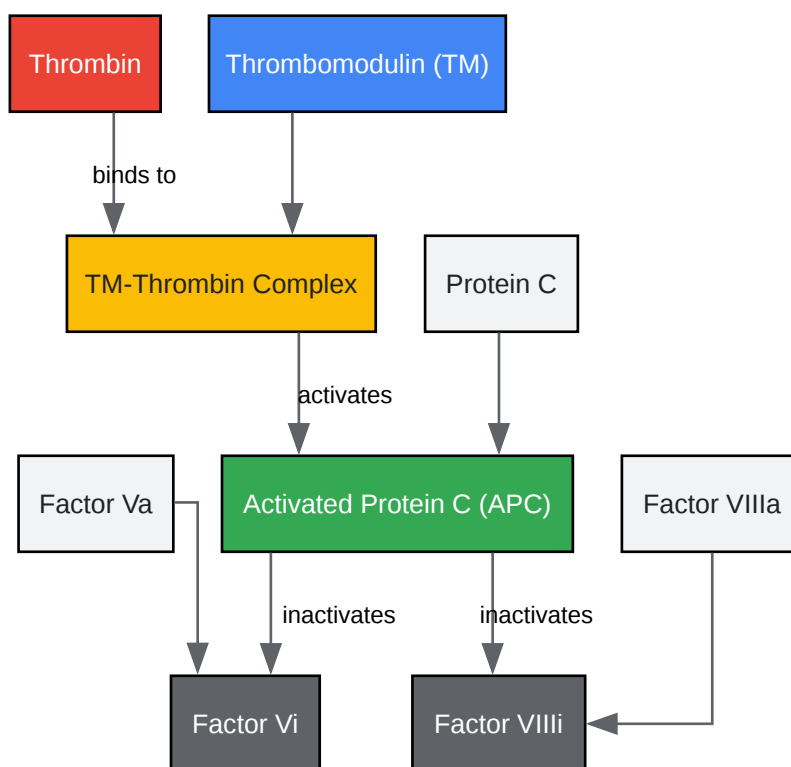 Thrombin
Thrombomodulin (TM)
binds to
TM-Thrombin Complex
Protein C
activates
Factor Va
Activated Protein C (APC)
Factor VIIIa
inactivates
inactivates
Factor Vi
Factor VIIIi